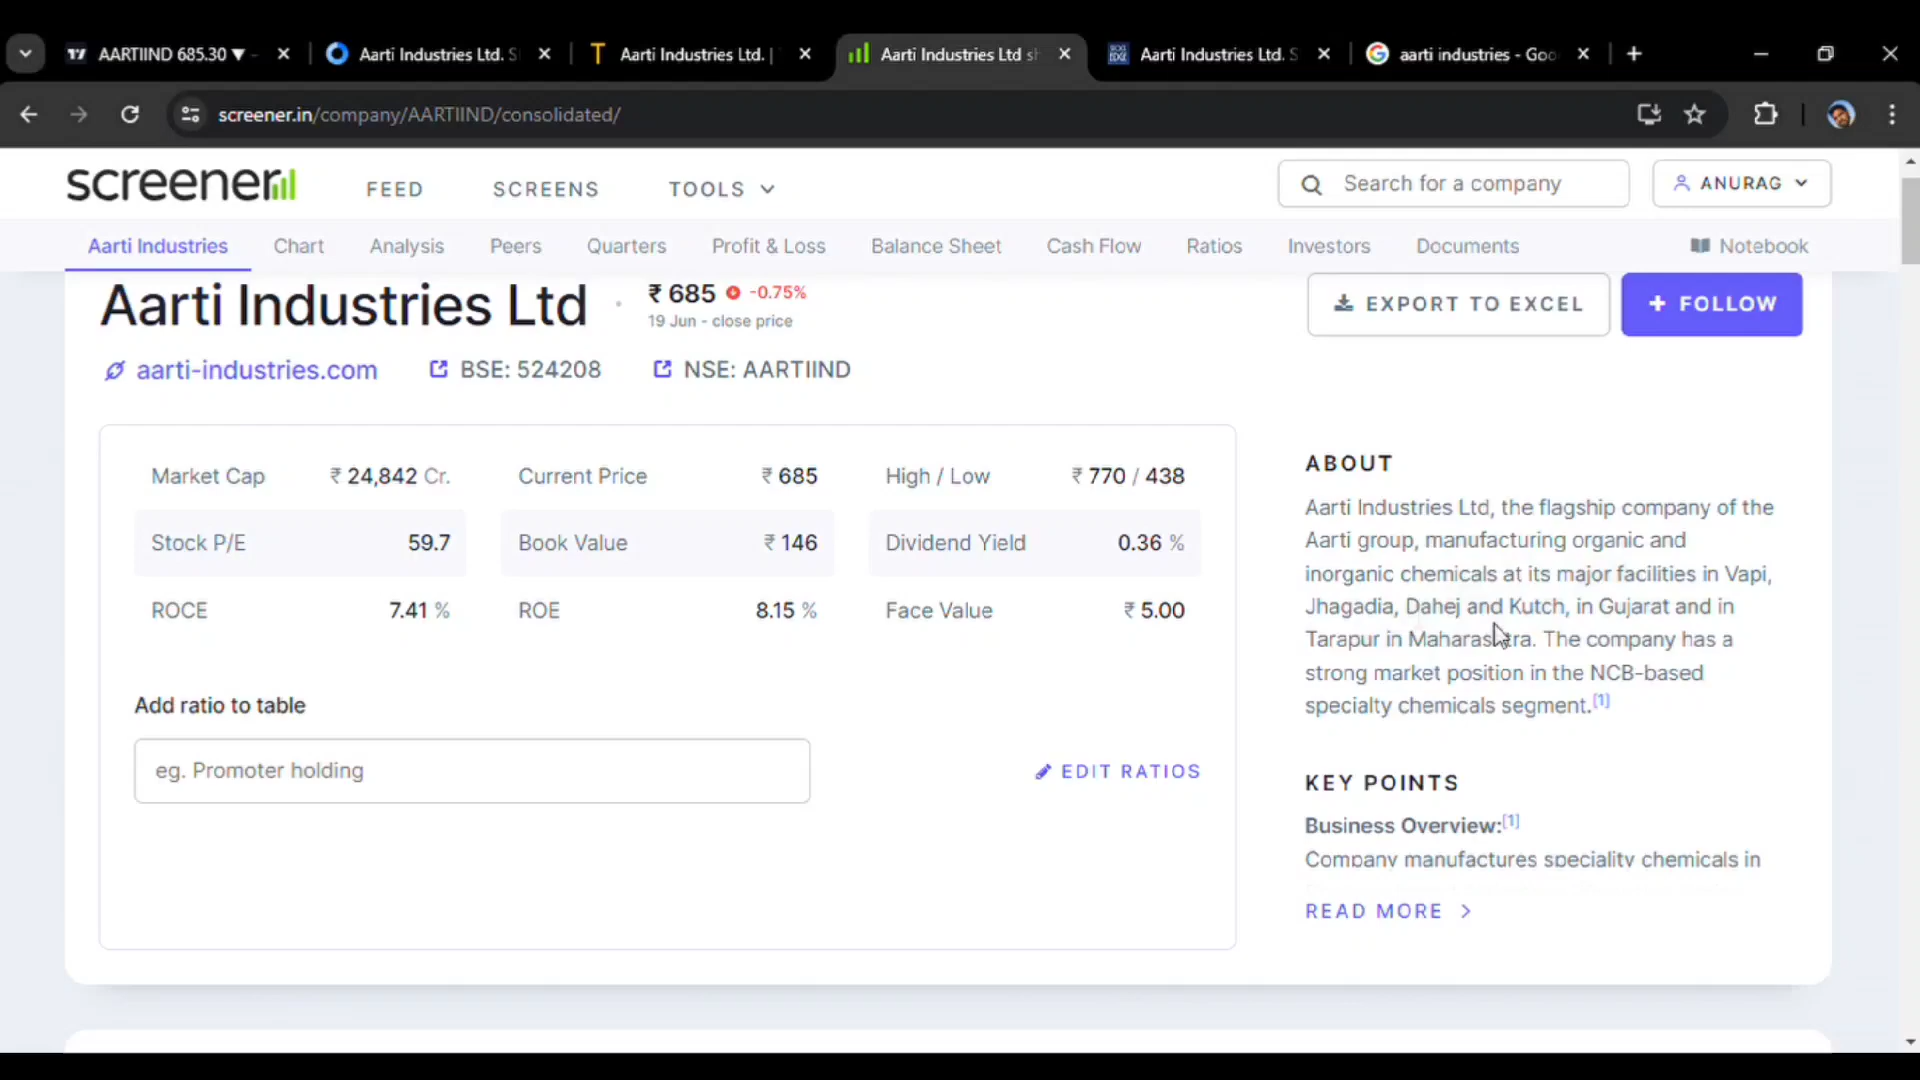 AARTIIND 685.30 ▼
Aarti Industries Ltd. S
Aarti Industries Ltd. |
Aarti Industries Ltd sh
Aarti Industries Ltd. S
aarti industries - Goo
screener.in/company/AARTIIND/consolidated/
screener
FEED
SCREENS
TOOLS
Search for a company
ANURAG
Aarti Industries
Chart
Analysis
Peers
Quarters
Profit & Loss
Balance Sheet
Cash Flow
Ratios
Investors
Documents
Notebook
Aarti Industries Ltd
₹ 685 -0.75%
19 Jun - close price
EXPORT TO EXCEL
+ FOLLOW
aarti-industries.com
BSE: 524208
NSE: AARTIIND
Market Cap ₹ 24,842 Cr.
Current Price ₹ 685
High / Low ₹ 770 / 438
Stock P/E 59.7
Book Value ₹ 146
Dividend Yield 0.36 %
ROCE 7.41 %
ROE 8.15 %
Face Value ₹ 5.00
Add ratio to table
eg. Promoter holding
EDIT RATIOS
ABOUT
Aarti Industries Ltd, the flagship company of the
Aarti group, manufacturing organic and
inorganic chemicals at its major facilities in Vapi,
Jhagadia, Dahej and Kutch, in Gujarat and in
Tarapur in Maharashtra. The company has a
strong market position in the NCB-based
specialty chemicals segment.[1]
KEY POINTS
Business Overview:[1]
Company manufactures speciality chemicals in
READ MORE